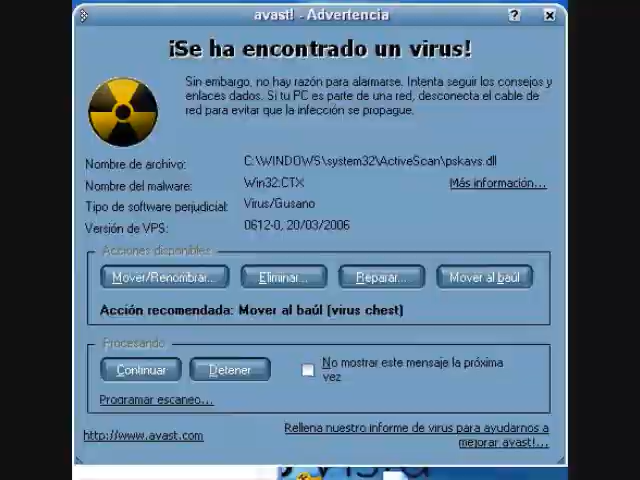 avast! - Advertencia
?
¡Se ha encontrado un virus!
Sin embargo, no hay razón para alarmarse. Intenta seguir los consejos y
enlaces dados. Si tu PC es parte de una red, desconecta el cable de
red para evitar que la infección se propague.
Nombre de archivo: C:\WINDOWS\system32\ActiveScan\pskavs.dll
Nombre del malware: Win32:CTX Más información...
Tipo de software perjudicial: Virus/Gusano
Versión de VPS: 0612-0, 20/03/2006
Acciones disponibles
Mover/Renombrar... Eliminar... Reparar... Mover al baúl
Acción recomendada: Mover al baúl (virus chest)
Procesando
Continuar Detener No mostrar este mensaje la próxima
vez
Programar escaneo...
http://www.avast.com Rellena nuestro informe de virus para ayudarnos a
mejorar avast!...